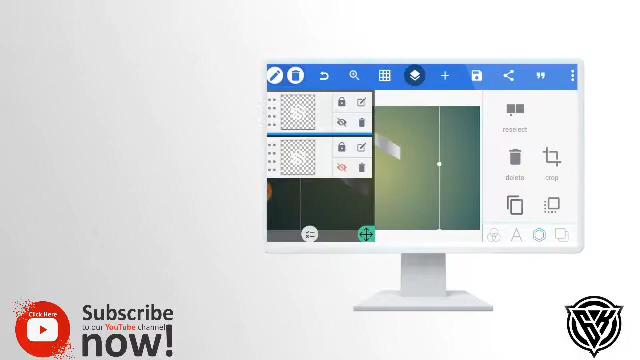 reselect
delete
crop
Click Here
Subscribe
to our YouTube channel
now!